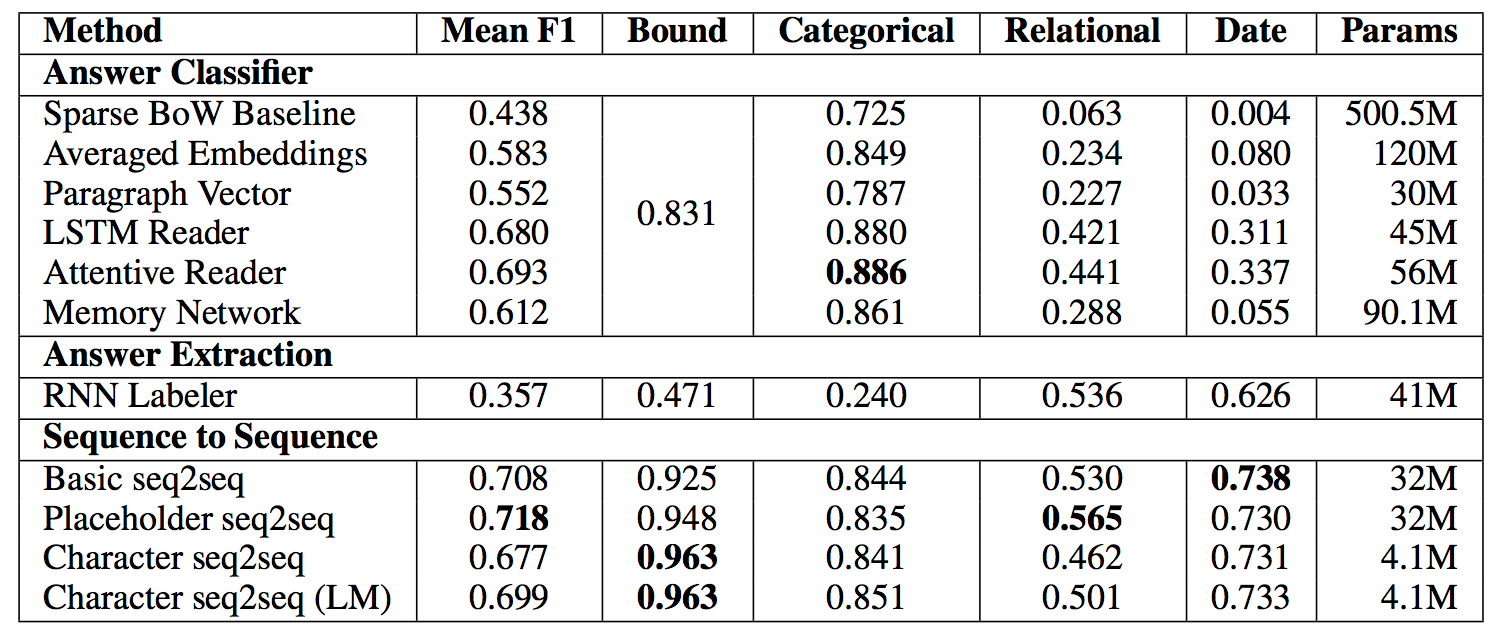 Method Mean F1 Bound Categorical Relational Date Params
Answer Classifier
Sparse BoW Baseline 0.438 0.725 0.063 0.004 500.5M
Averaged Embeddings 0.583 0.849 0.234 0.080 120M
Paragraph Vector 0.552 0.787 0.227 0.033 30M
0.831
LSTM Reader 0.680 0.880 0.421 0.311 45M
Attentive Reader 0.693 0.886 0.441 0.337 56M
Memory Network 0.612 0.861 0.288 0.055 90.1M
Answer Extraction
RNN Labeler 0.357 0.471 0.240 0.536 0.626 41M
Sequence to Sequence
Basic seq2seq 0.708 0.925 0.844 0.530 0.738 32M
Placeholder seq2seq 0.718 0.948 0.835 0.565 0.730 32M
Character seq2seq 0.677 0.963 0.841 0.462 0.731 4.1M
Character seq2seq (LM) 0.699 0.963 0.851 0.501 0.733 4.1M